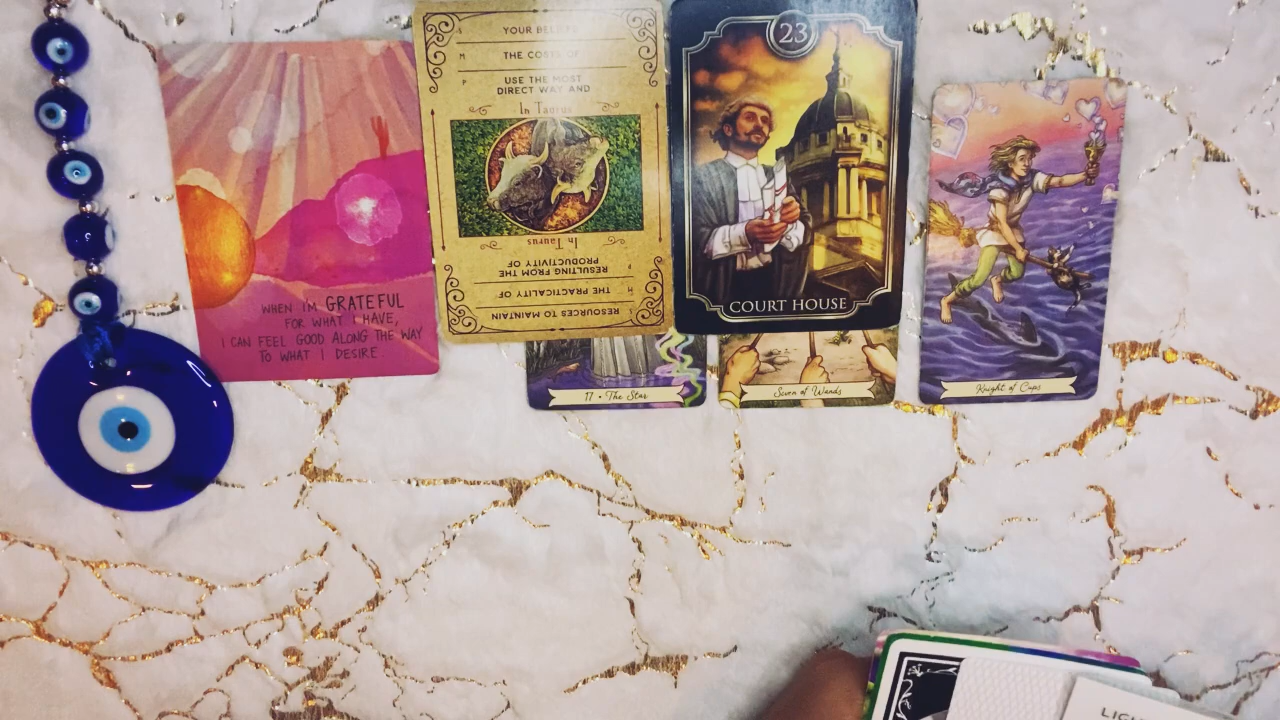 WHEN I'M GRATEFUL
FOR WHAT I HAVE,
I CAN FEEL GOOD ALONG THE WAY
TO WHAT I DESIRE.
YOUR BELIEFS
THE COSTS OF
USE THE MOST
DIRECT WAY AND
In Taurus
In Taurus
RESULTING FROM THE
PRODUCTIVITY OF
THE PRACTICALITY OF
RESOURCES TO MAINTAIN
23
COURT HOUSE
17 • The Star
Seven of Wands
Knight of Cups